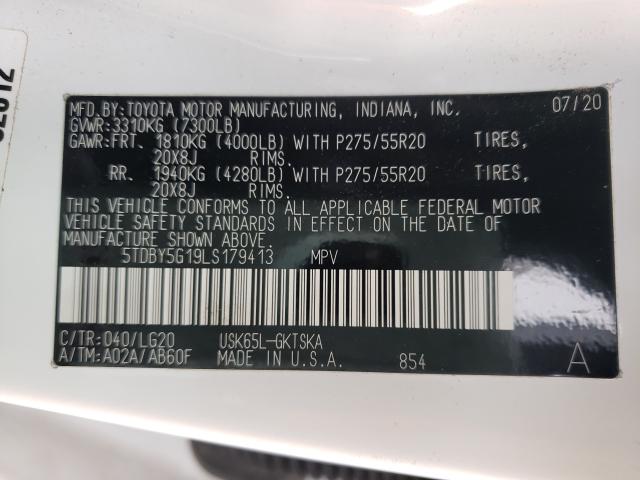 MFD.BY: TOYOTA MOTOR MANUFACTURING, INDIANA, INC. 07/20
GVWR: 3310KG (7300LB)
GAWR: FRT. 1810KG (4000LB) WITH P275/55R20 TIRES,
20X8J RIMS.
RR. 1940KG (4280LB) WITH P275/55R20 TIRES,
20X8J RIMS.
THIS VEHICLE CONFORMS TO ALL APPLICABLE FEDERAL MOTOR
VEHICLE SAFETY STANDARDS IN EFFECT ON THE DATE OF
MANUFACTURE SHOWN ABOVE.
5TDBY5G19LS179413 MPV
C/TR: 040/LG20 USK65L-GKTSKA
A/TM: A02A/AB60F MADE IN U.S.A. 854 A